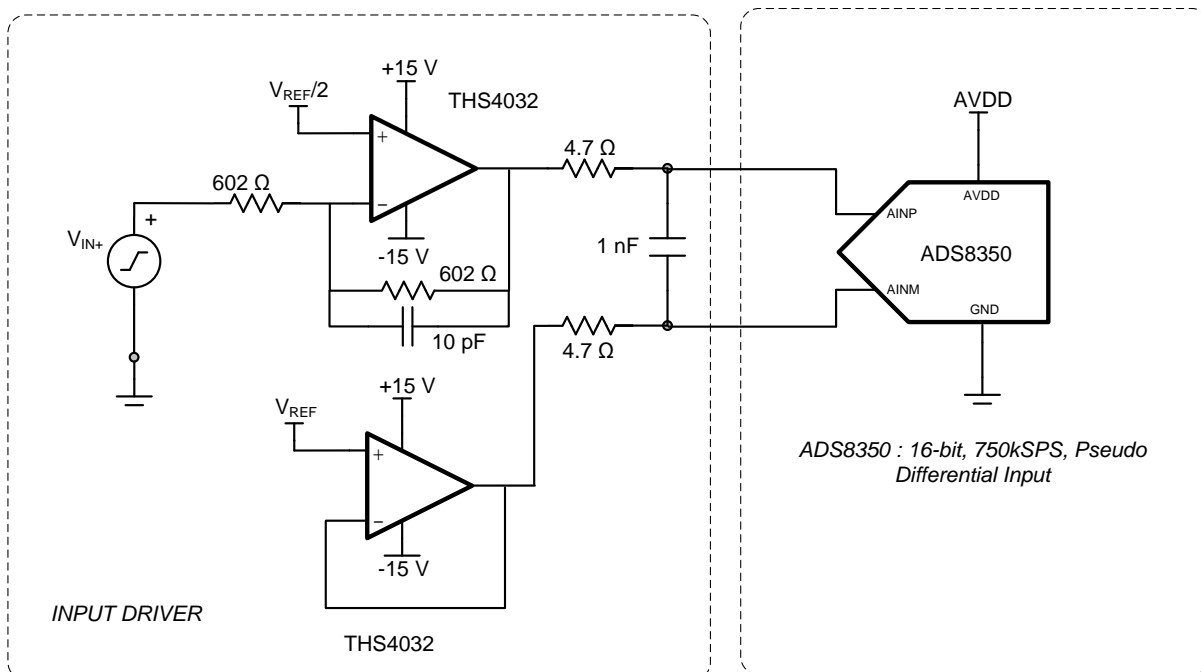 +15 V
V_REF/2
THS4032
+
−
602 Ω
4.7 Ω
V_IN+
+
-15 V
602 Ω
10 pF
1 nF
4.7 Ω
+15 V
V_REF
+
−
-15 V
INPUT DRIVER
THS4032
AVDD
AVDD
AINP
ADS8350
AINM
GND
ADS8350 : 16-bit, 750kSPS, Pseudo
Differential Input